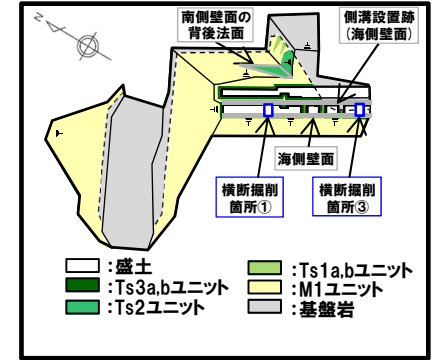 N
南側壁面の
背後法面
側溝設置跡
(海側壁面)
海側壁面
横断掘削
箇所①
横断掘削
箇所③
:盛土
:Ts3a,bユニット
:Ts2ユニット
:Ts1a,bユニット
:M1ユニット
:基盤岩